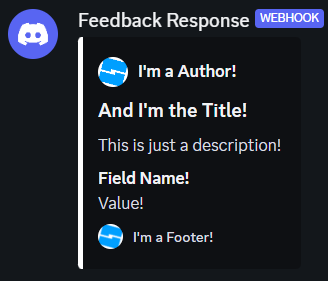 Feedback Response WEBHOOK
I'm a Author!
And I'm the Title!
This is just a description!
Field Name!
Value!
I'm a Footer!